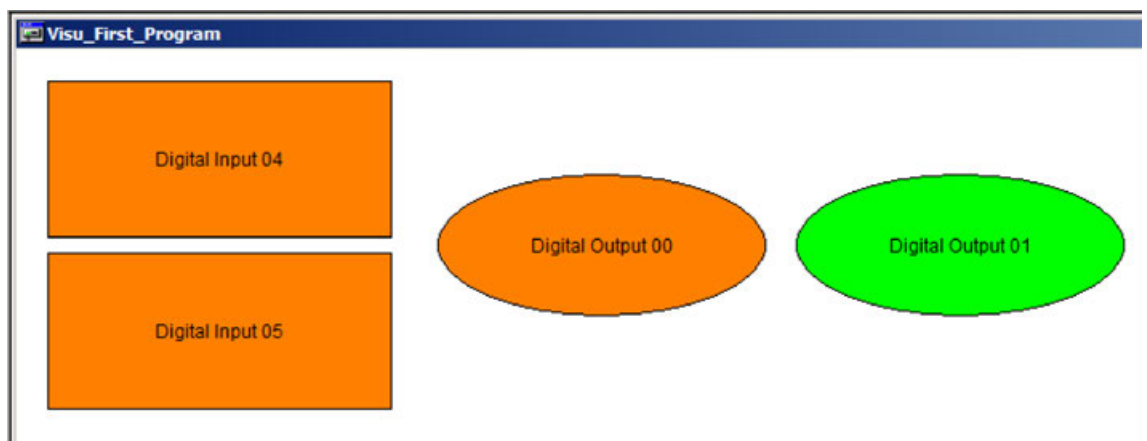 Visu_First_Program
Digital Input 04
Digital Output 00
Digital Output 01
Digital Input 05